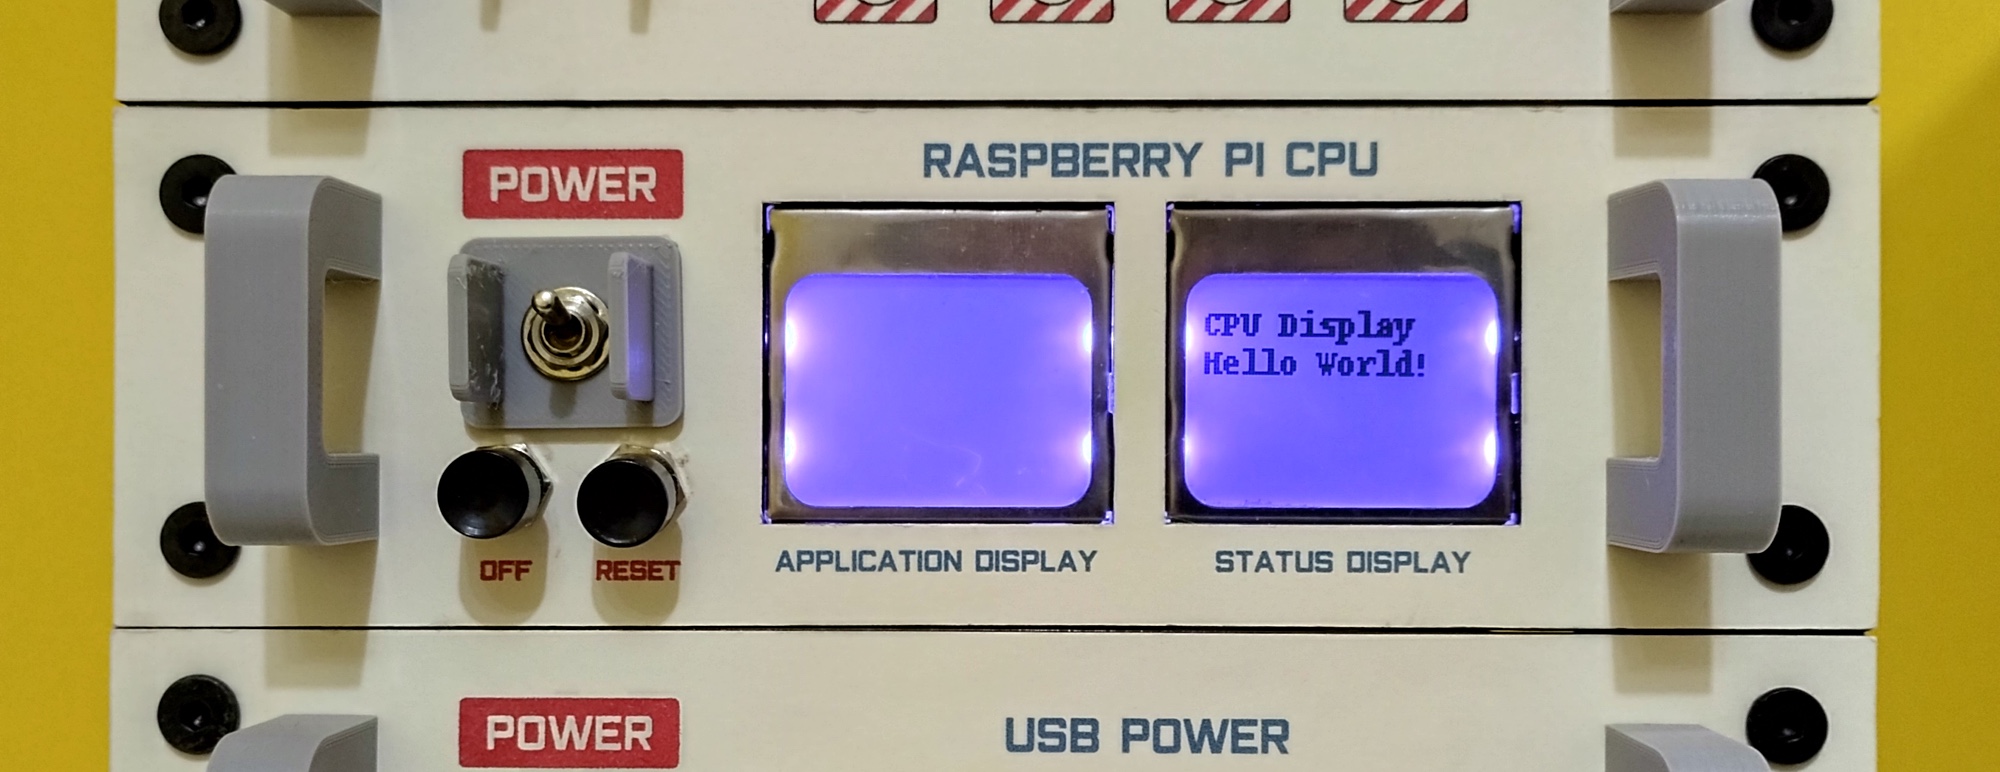 POWER
RASPBERRY PI CPU
CPU Display
Hello World!
OFF
RESET
APPLICATION DISPLAY
STATUS DISPLAY
POWER
USB POWER